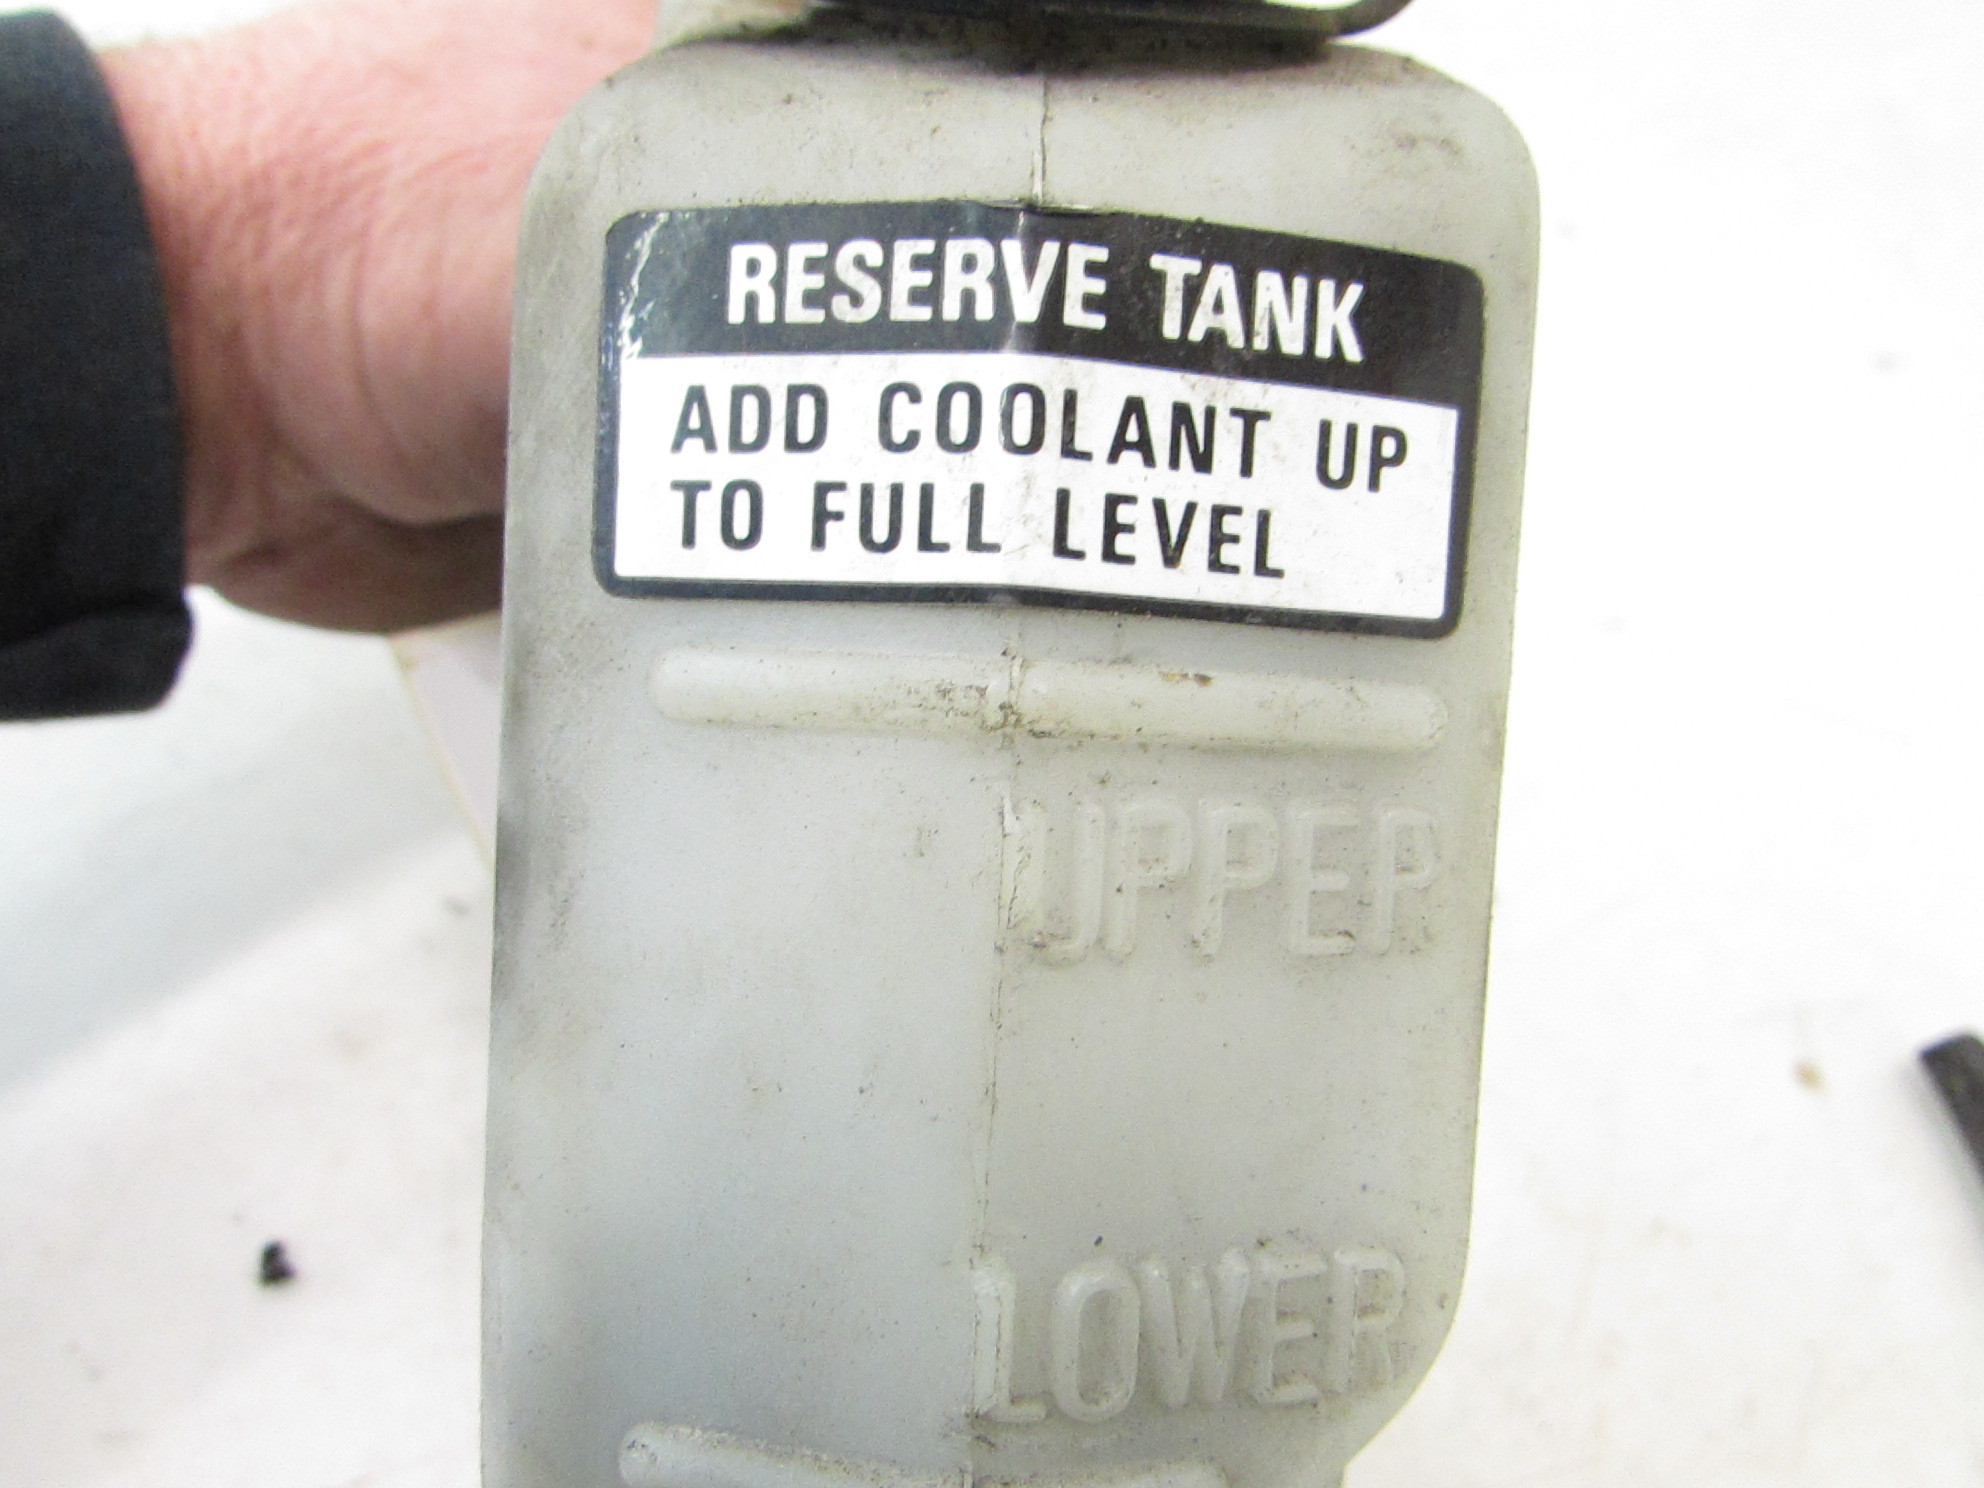 RESERVE TANK
ADD COOLANT UP
TO FULL LEVEL
UPPER
LOWER